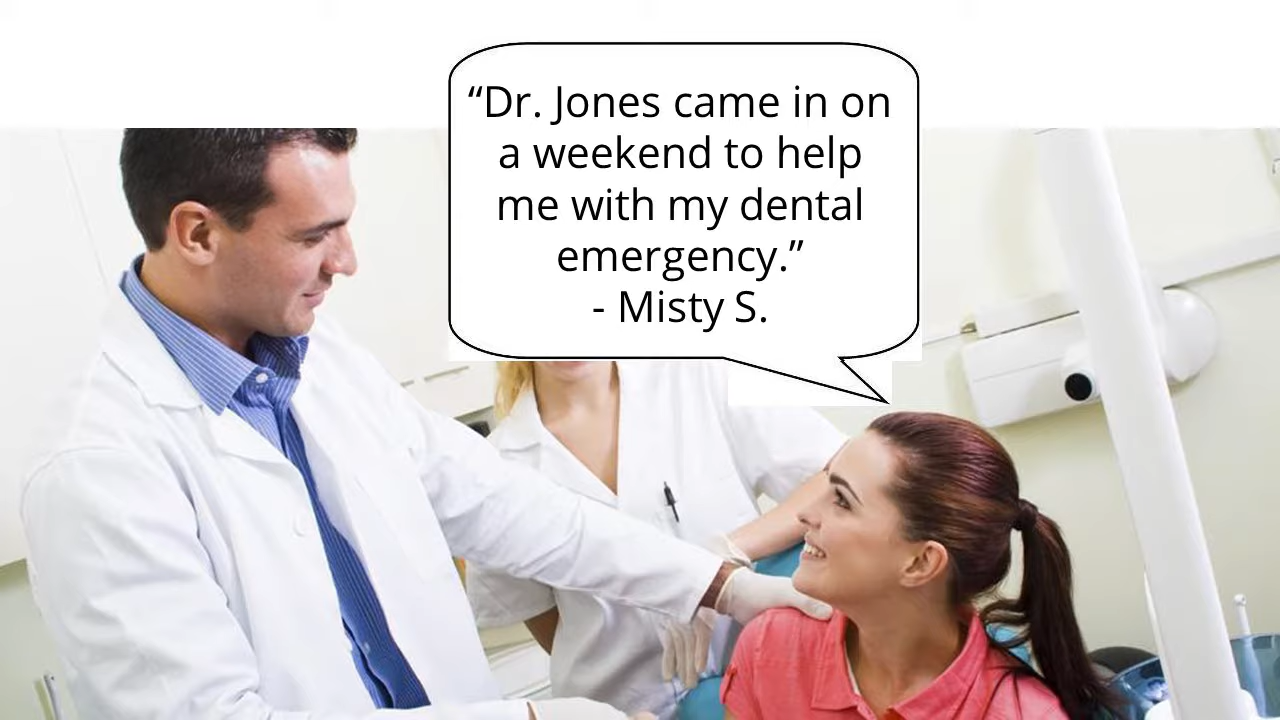 “Dr. Jones came in on
a weekend to help
me with my dental
emergency.”
- Misty S.